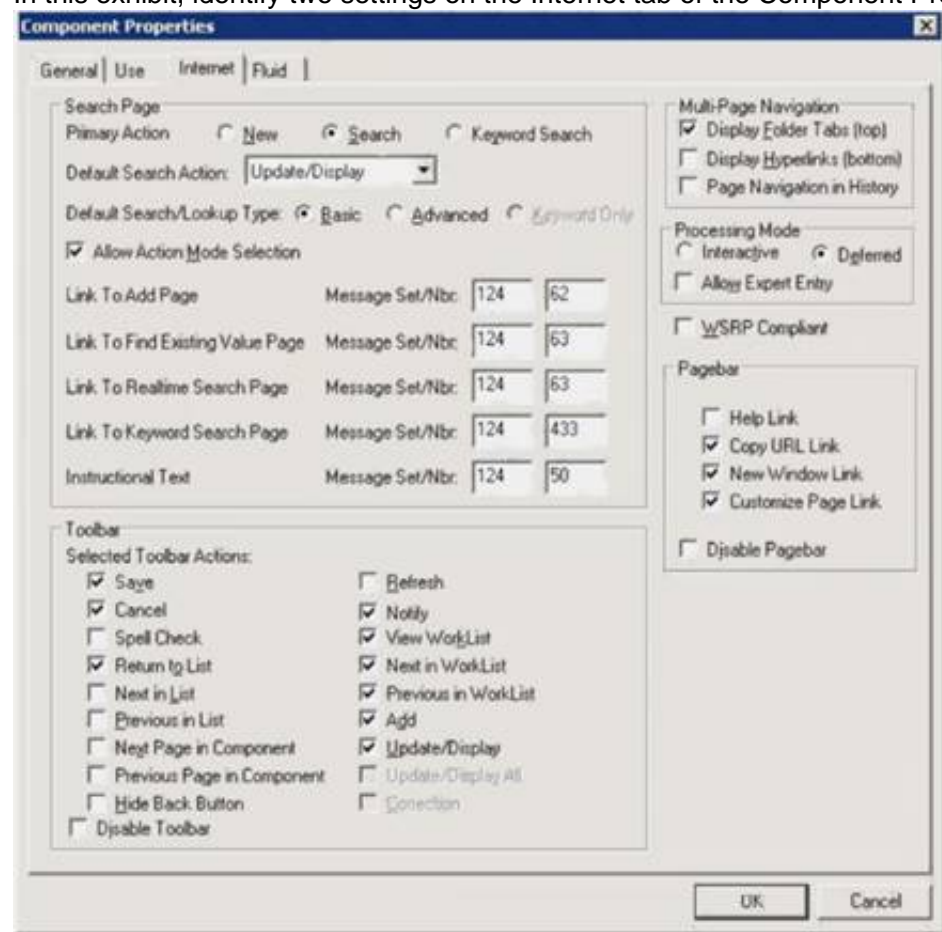 In this exhibit, identify two settings on the Internet tab of the Component
Component Properties
General Use Internet Fluid
Search Page
Primary Action New Search Keyword Search
Default Search Action: Update/Display
Default Search/Lookup Type: Basic Advanced Keyword Only
Allow Action Mode Selection
Link To Add Page Message Set/Nbr: 124 62
Link To Find Existing Value Page Message Set/Nbr: 124 63
Link To Realtime Search Page Message Set/Nbr: 124 63
Link To Keyword Search Page Message Set/Nbr: 124 433
Instructional Text Message Set/Nbr: 124 50
Toolbar
Selected Toolbar Actions:
Save Refresh
Cancel Notify
Spell Check View WorkList
Return to List Next in WorkList
Next in List Previous in WorkList
Previous in List Add
Next Page in Component Update/Display
Previous Page in Component Update/Display All
Hide Back Button Correction
Disable Toolbar
Multi-Page Navigation
Display Folder Tabs (top)
Display Hyperlinks (bottom)
Page Navigation in History
Processing Mode
Interactive Deferred
Allow Expert Entry
WSRP Compliant
Pagebar
Help Link
Copy URL Link
New Window Link
Customize Page Link
Disable Pagebar
OK Cancel